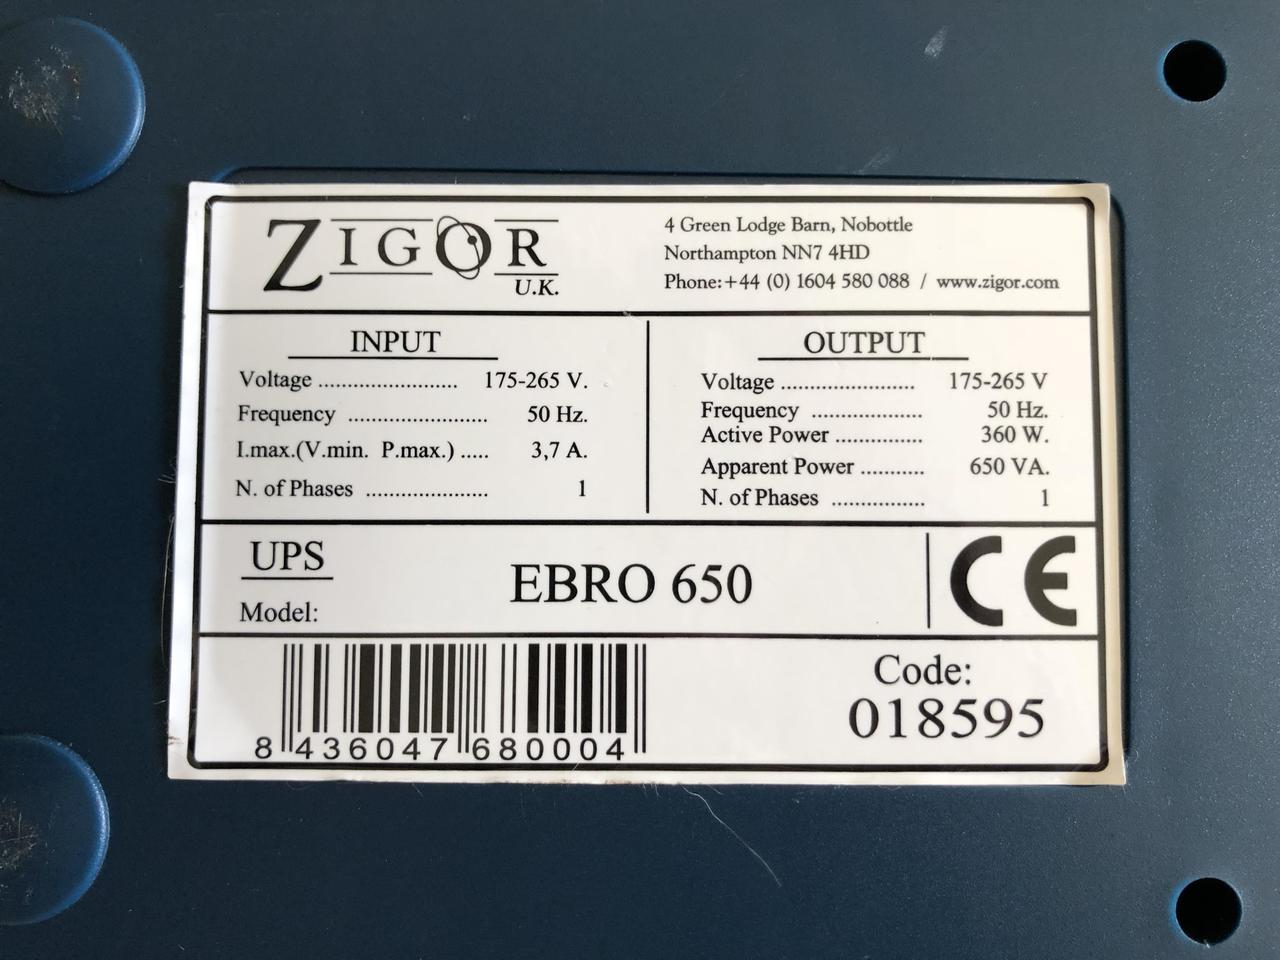 ZIGOR
U.K.
4 Green Lodge Barn, Nobottle
Northampton NN7 4HD
Phone:+44 (0) 1604 580 088 / www.zigor.com
INPUT
Voltage ....................... 175-265 V.
Frequency ....................... 50 Hz.
I.max.(V.min. P.max.) ..... 3,7 A.
N. of Phases ..................... 1
OUTPUT
Voltage ...................... 175-265 V
Frequency ................... 50 Hz.
Active Power ............... 360 W.
Apparent Power ........... 650 VA.
N. of Phases ................ 1
UPS
Model:
EBRO 650
CE
8 436047 680004
Code:
018595